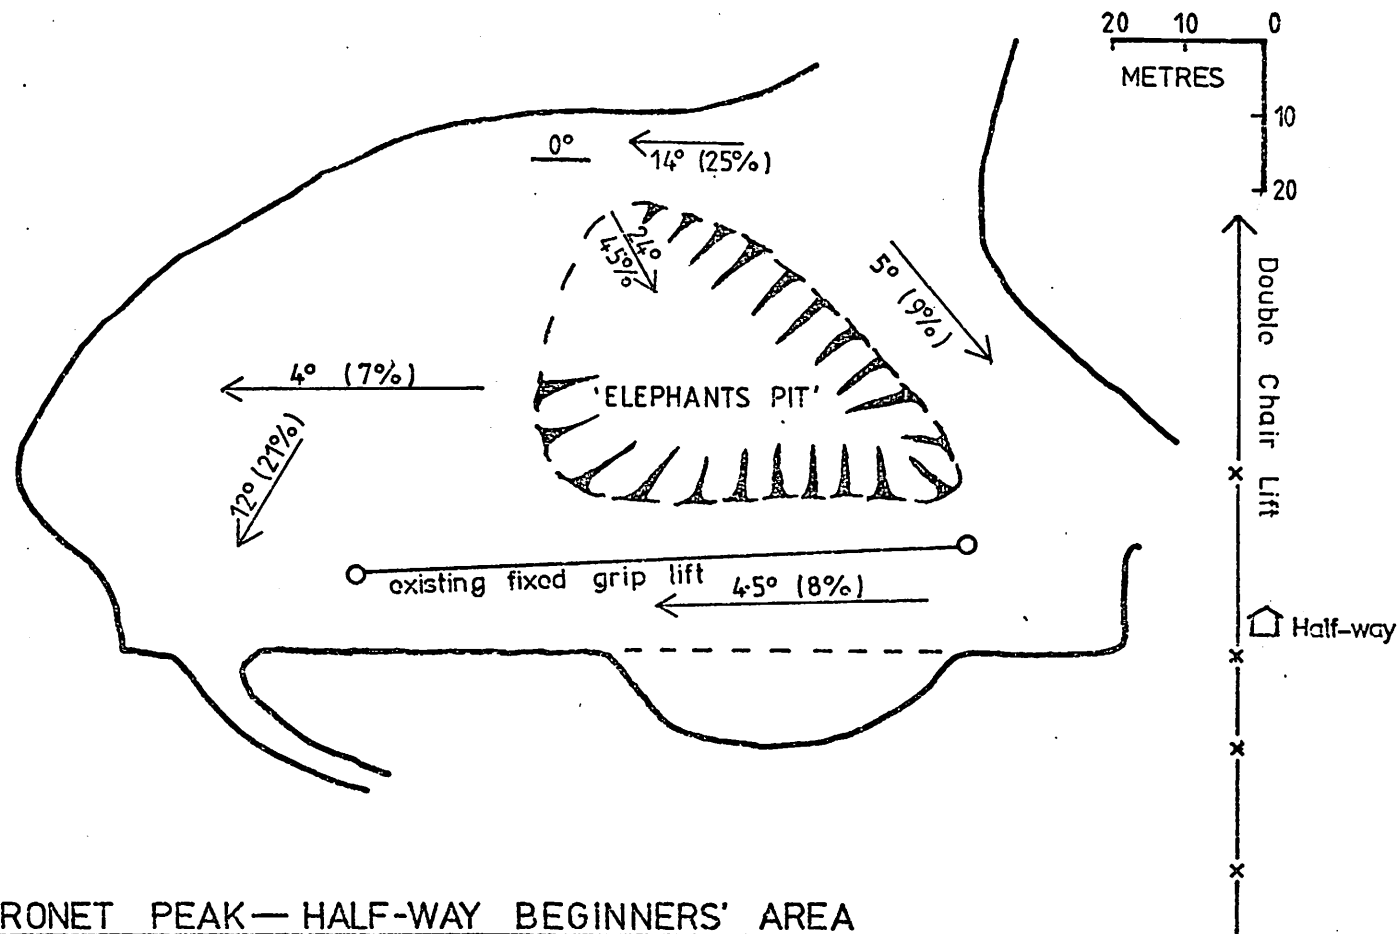 20 10 0
METRES
10
20
0°
14° (25%)
24°
45%
5° (9%)
Double Chair Lift
4° (7%)
'ELEPHANTS PIT'
12° (21%)
existing fixed grip lift
4·5° (8%)
Half-way
RONET PEAK — HALF-WAY BEGINNERS' AREA